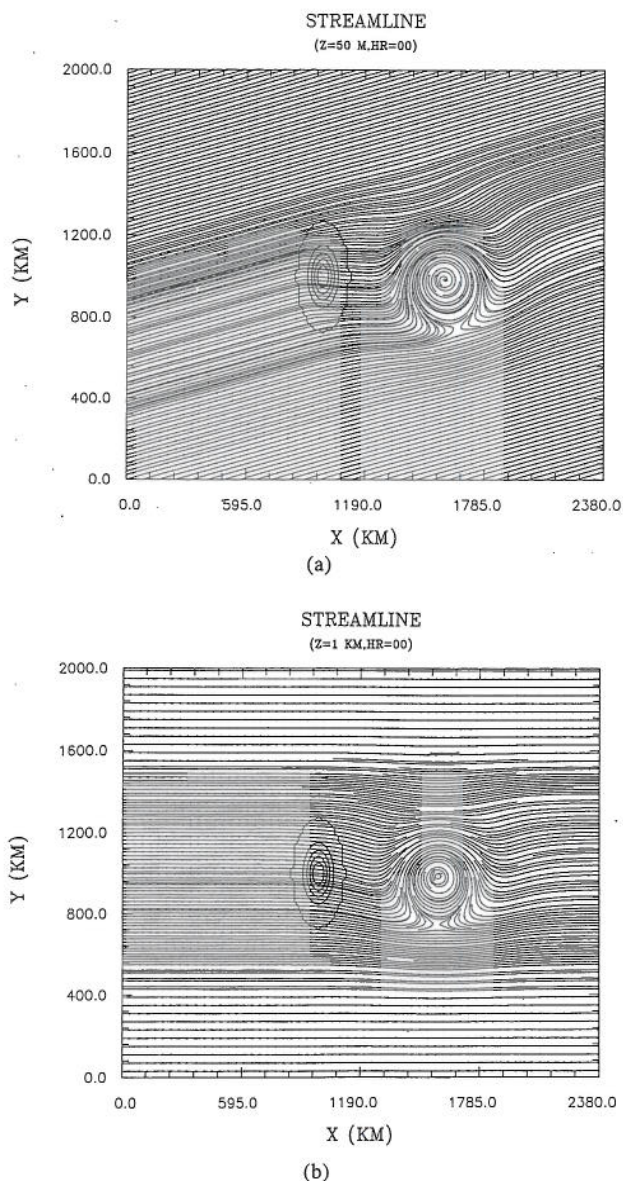 STREAMLINE
(Z=50 M,HR=00)
2000.0
1600.0
1200.0
800.0
400.0
0.0
Y (KM)
0.0 595.0 1190.0 1785.0 2380.0
X (KM)
(a)
STREAMLINE
(Z=1 KM,HR=00)
2000.0
1600.0
1200.0
800.0
400.0
0.0
Y (KM)
0.0 595.0 1190.0 1785.0 2380.0
X (KM)
(b)